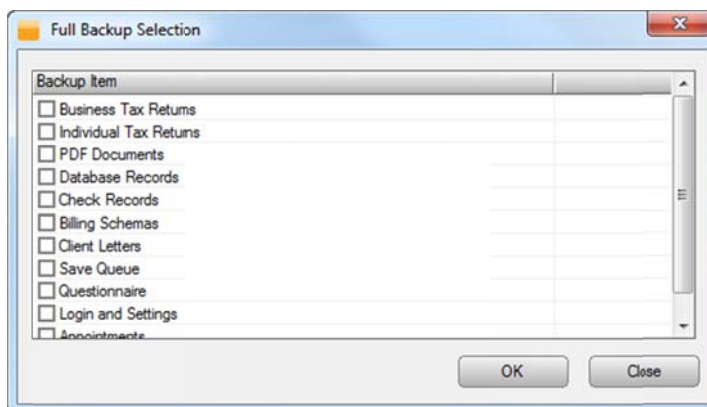 Full Backup Selection
Backup Item
Business Tax Returns
Individual Tax Returns
PDF Documents
Database Records
Check Records
Billing Schemas
Client Letters
Save Queue
Questionnaire
Login and Settings
Appointments
OK
Close